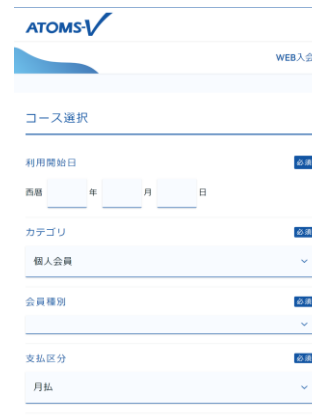 ATOMS-V
WEB入会
コース選択
利用開始日 必須
西暦 年 月 日
カテゴリ 必須
個人会員
会員種別 必須
支払区分 必須
月払